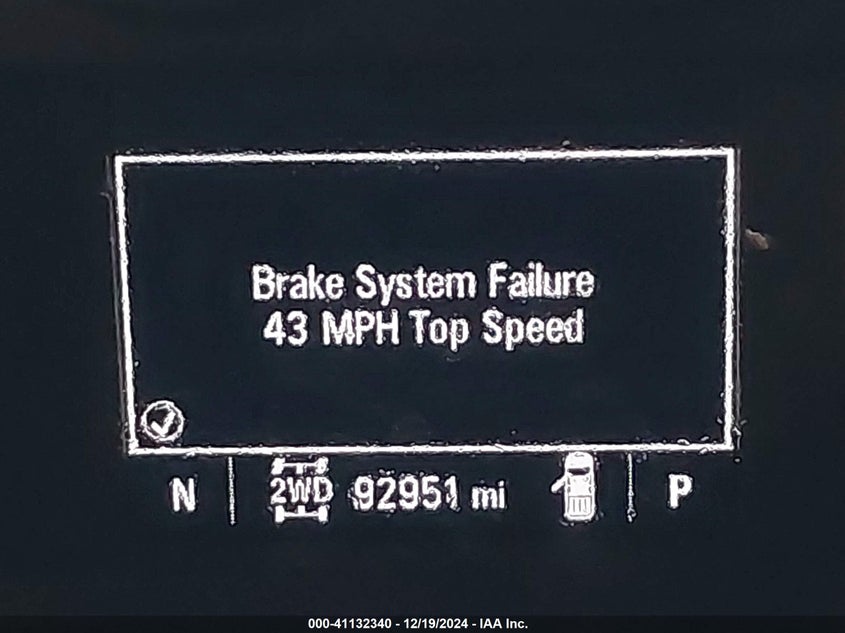 Brake System Failure
43 MPH Top Speed
N 2WD 92951 mi P
000-41132340 - 12/19/2024 - IAA Inc.